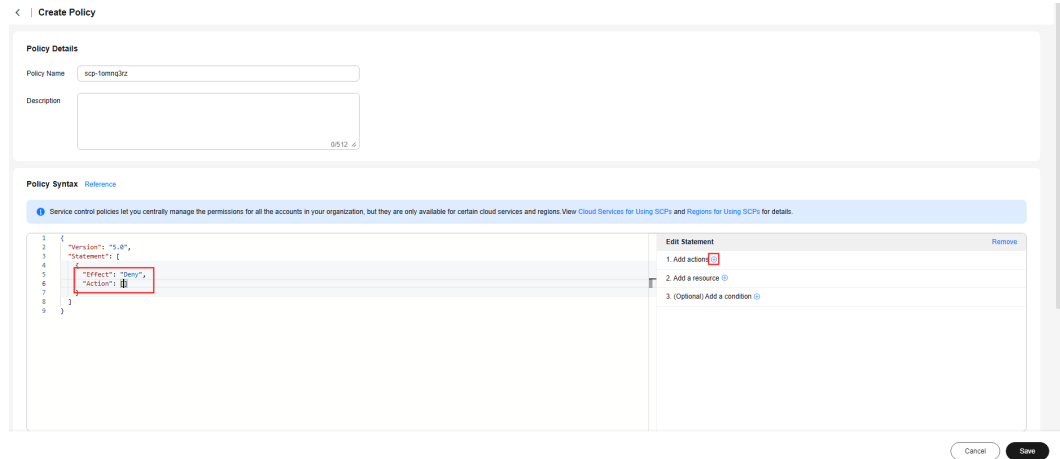 < | Create Policy
Policy Details
Policy Name scp-1omnq3rz
Description
0/512
Policy Syntax Reference
Service control policies let you centrally manage the permissions for all the accounts in your organization, but they are only available for certain cloud services and regions.View Cloud Services for Using SCPs and Regions for Using SCPs for details.
1 {
2 "Version": "5.0",
3 "Statement": [
4 {
5 "Effect": "Deny",
6 "Action": []
7 }
8 ]
9 }
Edit Statement Remove
1. Add actions
2. Add a resource
3. (Optional) Add a condition
Cancel Save